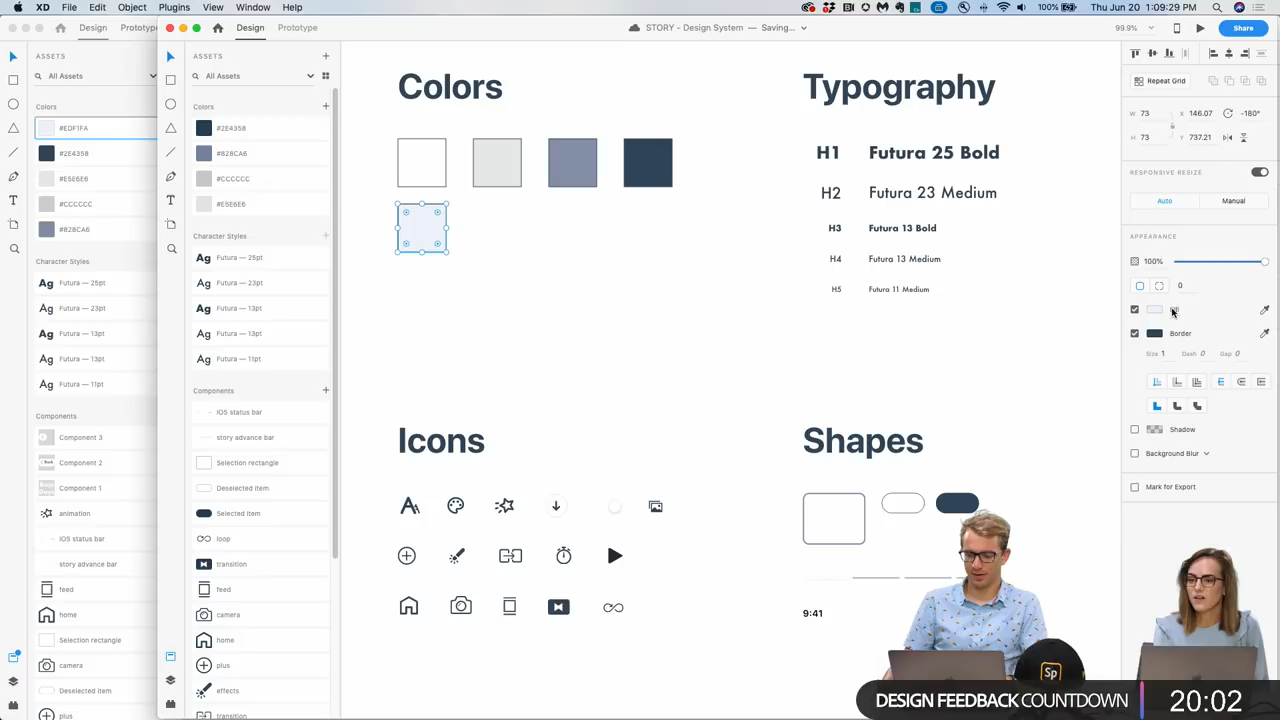 XD File Edit Object Plugins View Window Help
100% Thu Jun 20 1:09:29 PM
Design Prototype
Design Prototype
STORY - Design System — Saving...
99.9%
Share
ASSETS
All Assets
Colors
#EDF1FA
#2E4358
#E5E6E6
#CCCCCC
#828CA6
Character Styles
Ag Futura — 25pt
Ag Futura — 23pt
Ag Futura — 13pt
Ag Futura — 13pt
Ag Futura — 11pt
Components
Component 3
Component 2
Component 1
animation
iOS status bar
story advance bar
feed
home
Selection rectangle
camera
Deselected item
plus
ASSETS
All Assets
Colors
#2E4358
#828CA6
#CCCCCC
#E5E6E6
Character Styles
Ag Futura — 25pt
Ag Futura — 23pt
Ag Futura — 13pt
Ag Futura — 13pt
Ag Futura — 11pt
Components
iOS status bar
story advance bar
Selection rectangle
Deselected item
Selected item
loop
transition
feed
camera
home
plus
effects
transition
Colors
Typography
H1 Futura 25 Bold
H2 Futura 23 Medium
H3 Futura 13 Bold
H4 Futura 13 Medium
H5 Futura 11 Medium
Icons
Shapes
9:41
Repeat Grid
W 73 X 146.07 -180°
H 73 Y 737.21
RESPONSIVE RESIZE
Auto Manual
APPEARANCE
100%
0
Border
Size 1 Dash 0 Gap 0
Shadow
Background Blur
Mark for Export
Sp
DESIGN FEEDBACK COUNTDOWN 20:02